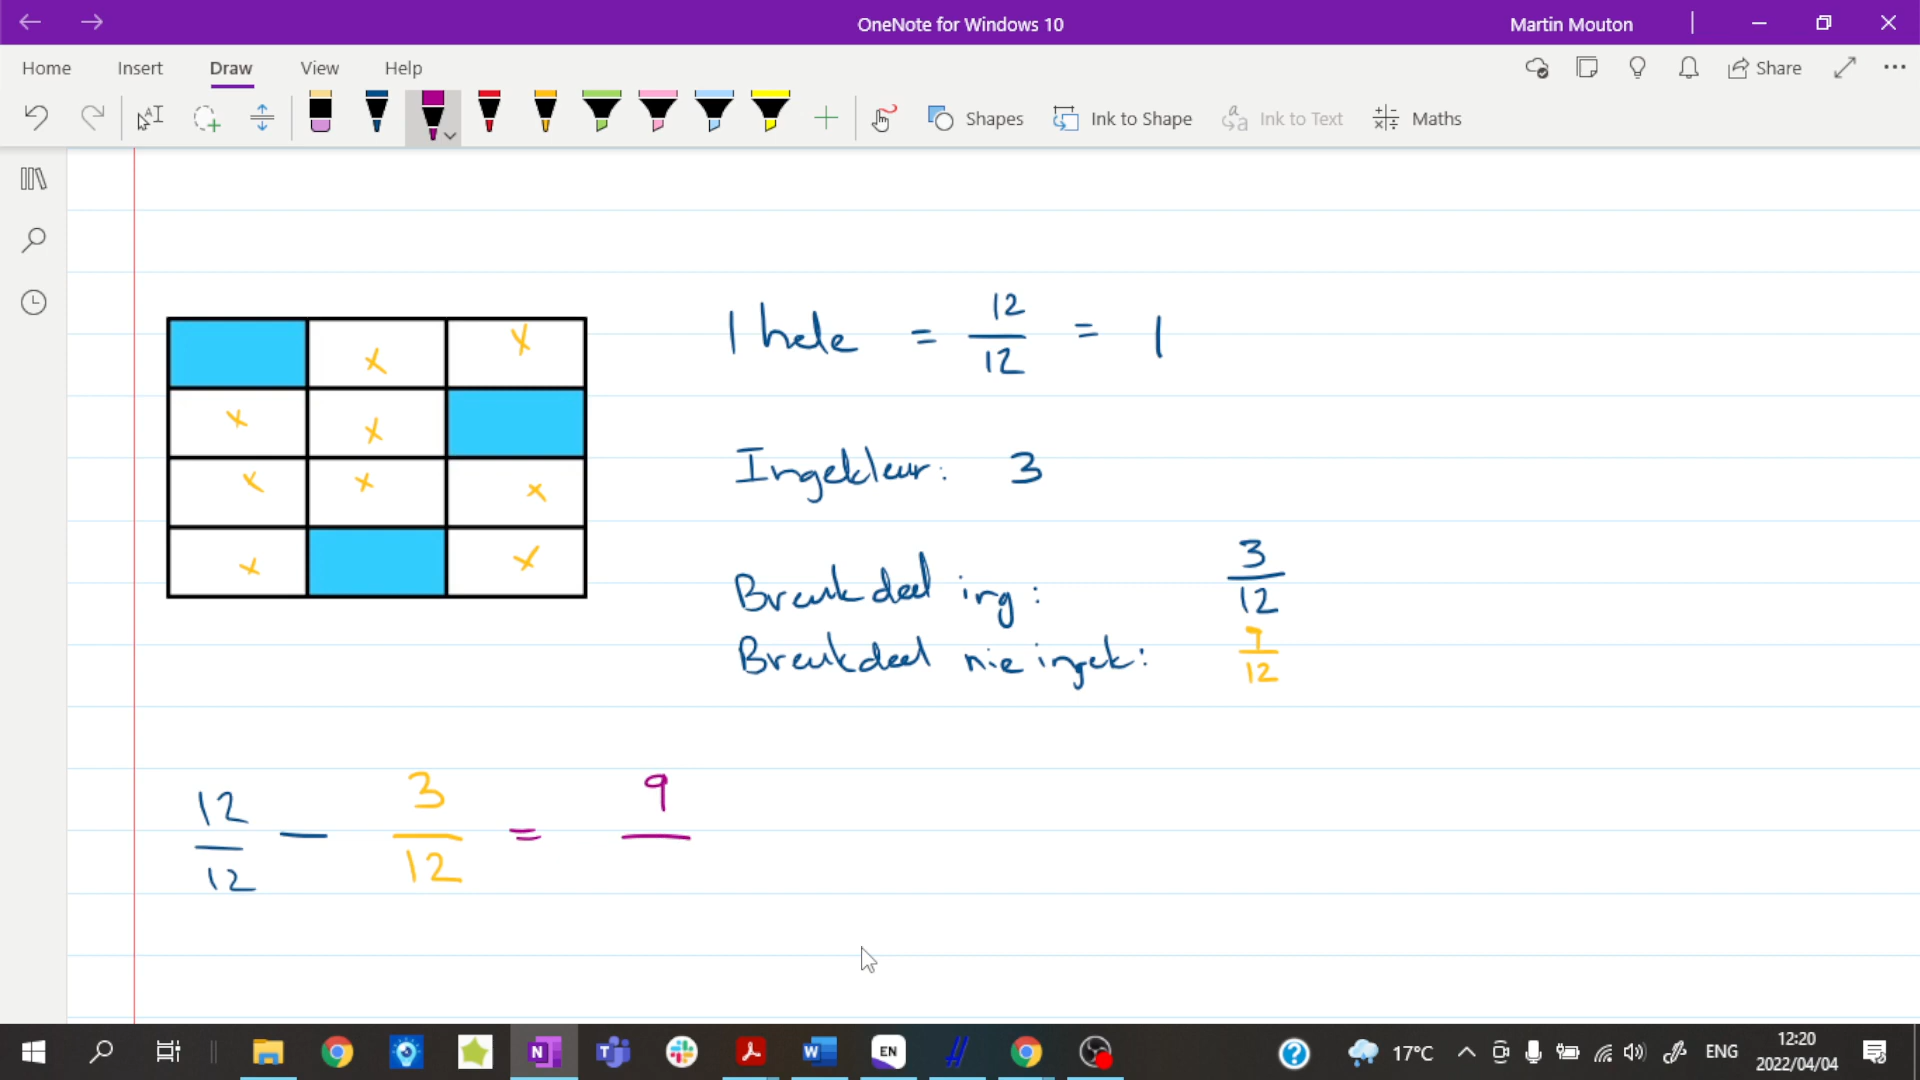 OneNote for Windows 10
Martin Mouton
Home Insert Draw View Help
Share
Shapes Ink to Shape Ink to Text Maths
1 hele = 12/12 = 1
Ingekleur: 3
Breukdeel ing: 3/12
Breukdeel nie ingek: 7/12
12/12 — 3/12 = 9/
x x
x x
x x x
x x
EN
17°C
ENG
12:20
2022/04/04